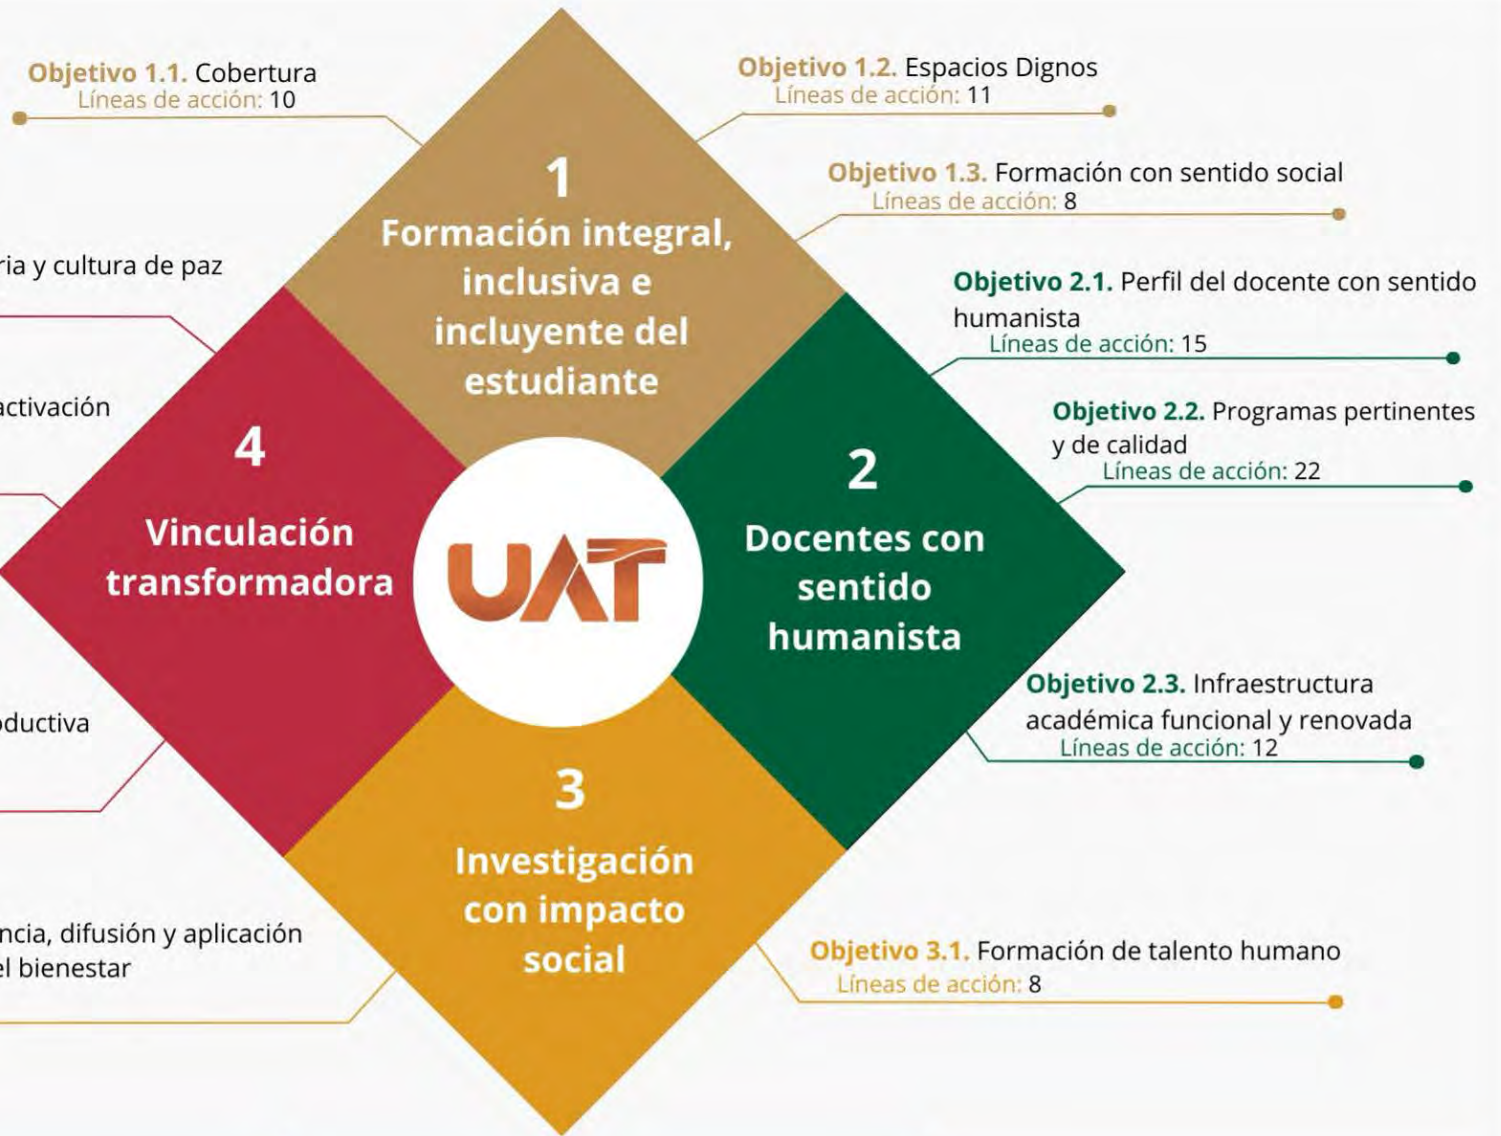 Objetivo 1.1. Cobertura
Líneas de acción: 10
Objetivo 1.2. Espacios Dignos
Líneas de acción: 11
Objetivo 1.3. Formación con sentido social
Líneas de acción: 8
1
Formación integral,
inclusiva e
incluyente del
estudiante
y cultura de paz
Objetivo 2.1. Perfil del docente con sentido
humanista
Líneas de acción: 15
Objetivo 2.2. Programas pertinentes
y de calidad
Líneas de acción: 22
4
Vinculación
transformadora
UAT
2
Docentes con
sentido
humanista
Objetivo 2.3. Infraestructura
académica funcional y renovada
Líneas de acción: 12
3
Investigación
con impacto
social
difusión y aplicación
bienestar
Objetivo 3.1. Formación de talento humano
Líneas de acción: 8